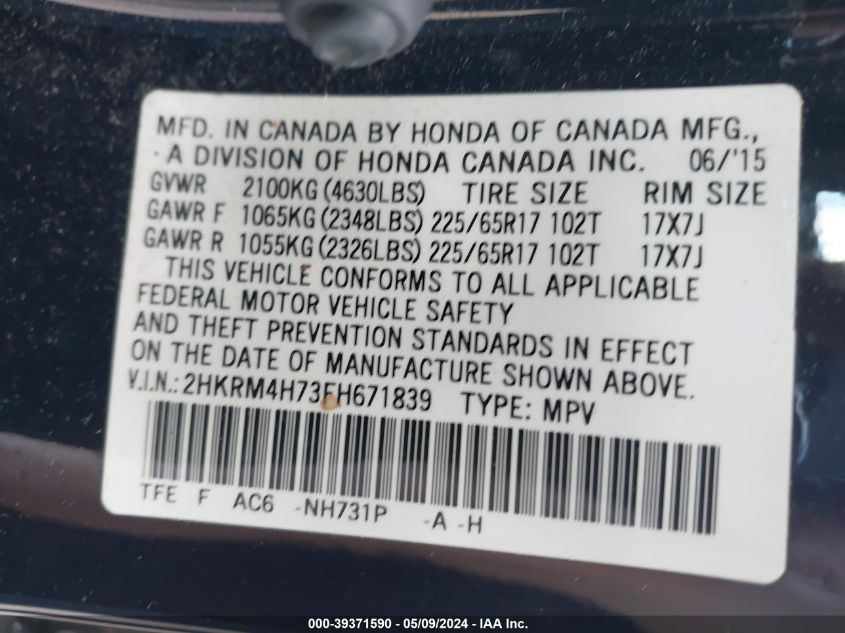 MFD. IN CANADA BY HONDA OF CANADA MFG.,
A DIVISION OF HONDA CANADA INC. 06/'15
GVWR 2100KG (4630LBS) TIRE SIZE RIM SIZE
GAWR F 1065KG (2348LBS) 225/65R17 102T 17X7J
GAWR R 1055KG (2326LBS) 225/65R17 102T 17X7J
THIS VEHICLE CONFORMS TO ALL APPLICABLE
FEDERAL MOTOR VEHICLE SAFETY
AND THEFT PREVENTION STANDARDS IN EFFECT
ON THE DATE OF MANUFACTURE SHOWN ABOVE.
V.I.N.: 2HKRM4H73FH671839 TYPE: MPV
TFE F AC6 -NH731P -A -H
000-39371590 - 05/09/2024 - IAA Inc.